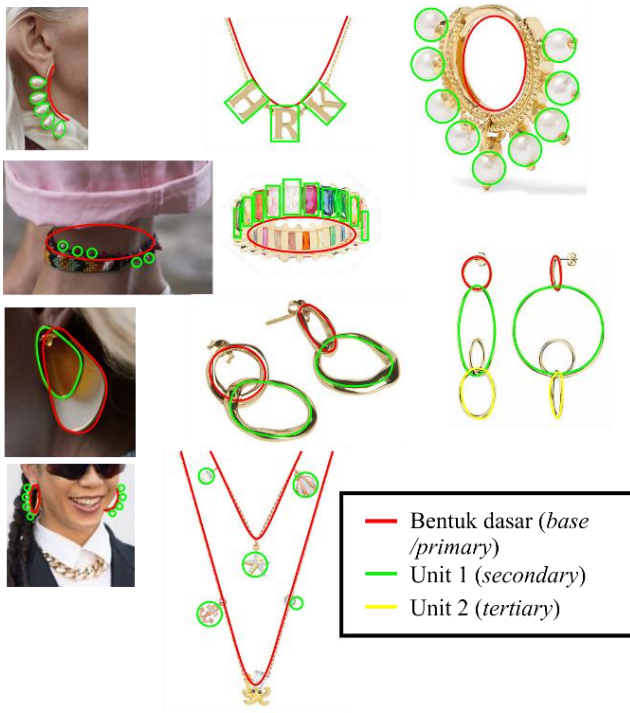 H R K
Bentuk dasar (base
/primary)
Unit 1 (secondary)
Unit 2 (tertiary)